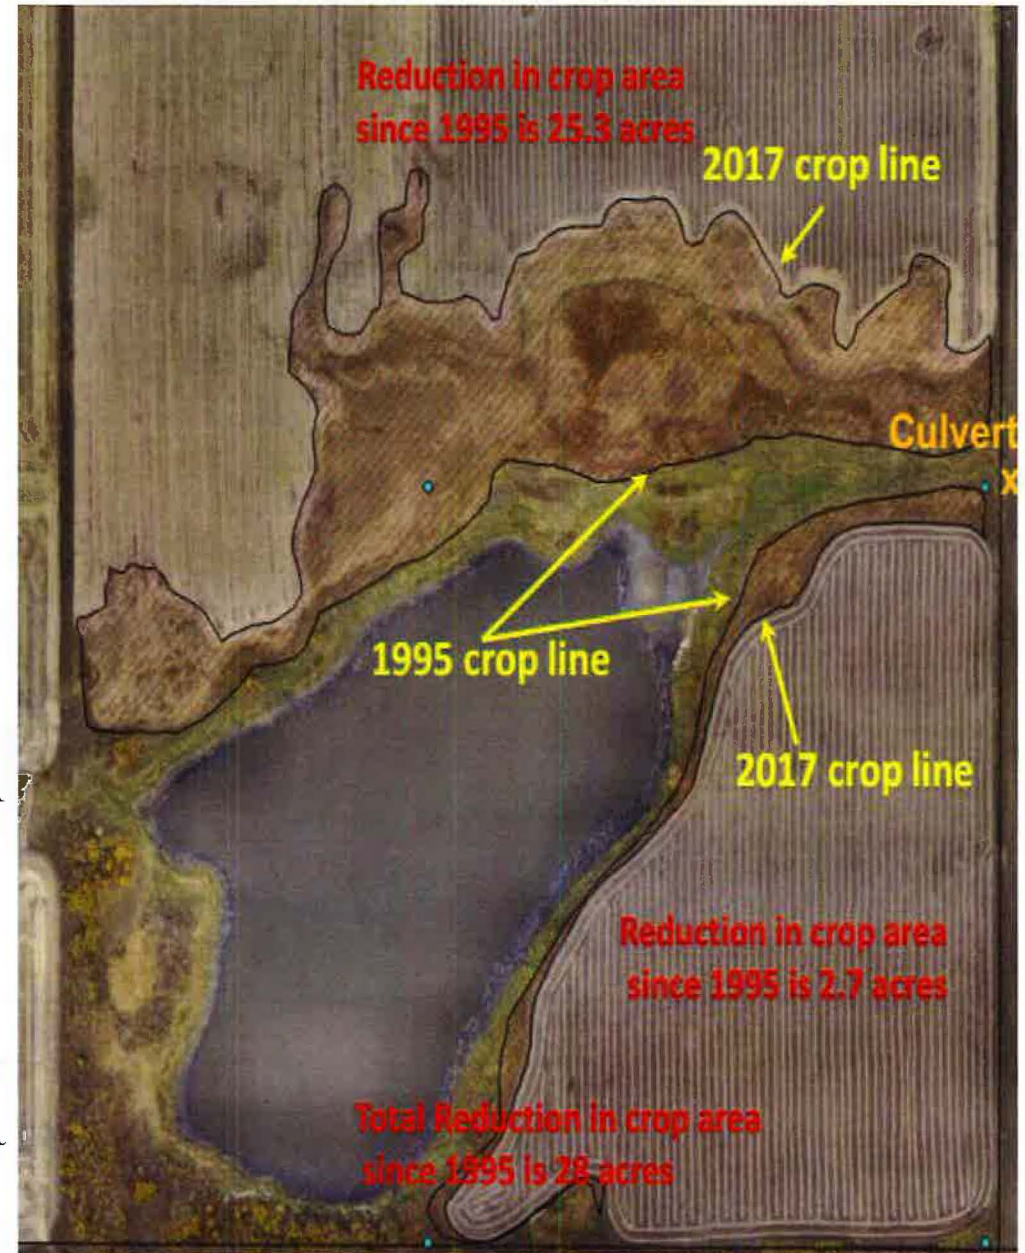 Reduction in crop area
since 1995 is 25.3 acres
2017 crop line
Culvert
x
1995 crop line
2017 crop line
Reduction in crop area
since 1995 is 2.7 acres
Total Reduction in crop area
since 1995 is 28 acres